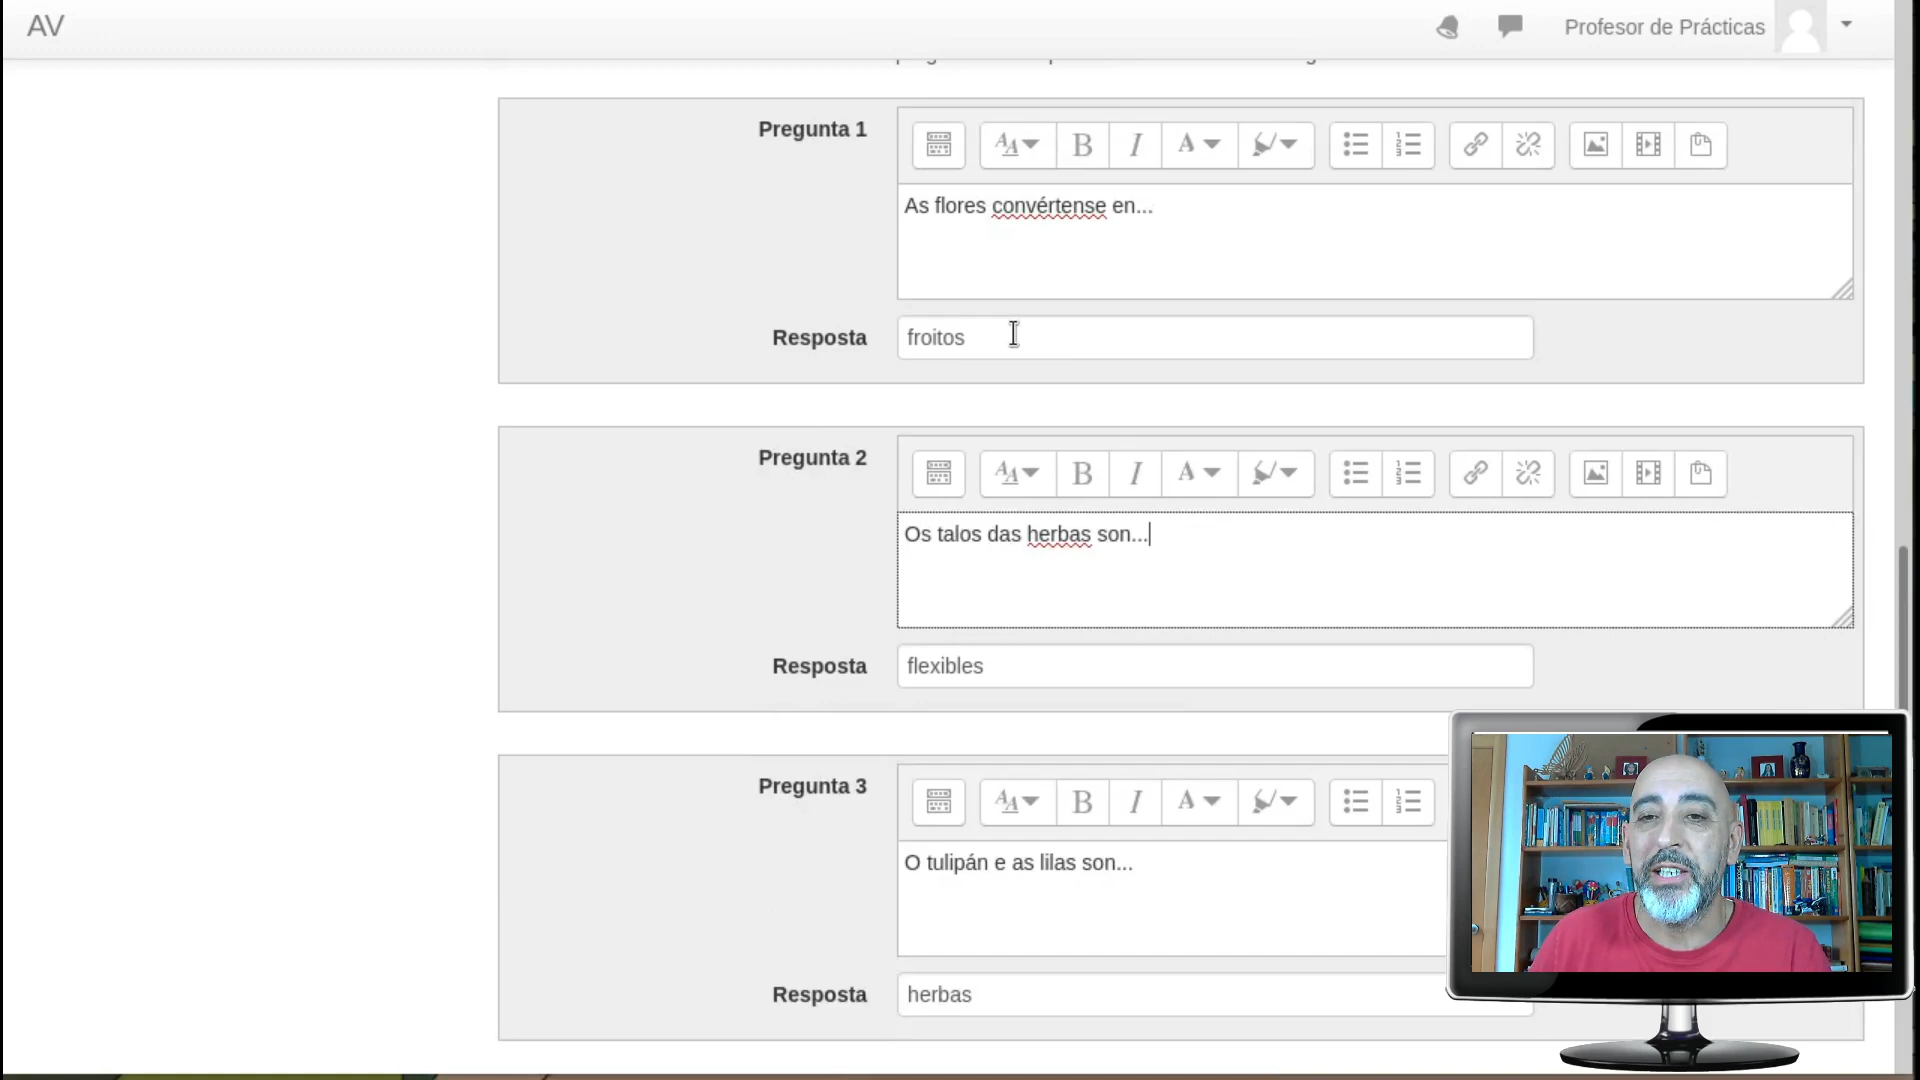 AV
Profesor de Prácticas
Pregunta 1
As flores convértense en...
Resposta
froitos
Pregunta 2
Os talos das herbas son...
Resposta
flexibles
Pregunta 3
O tulipán e as lilas son...
Resposta
herbas